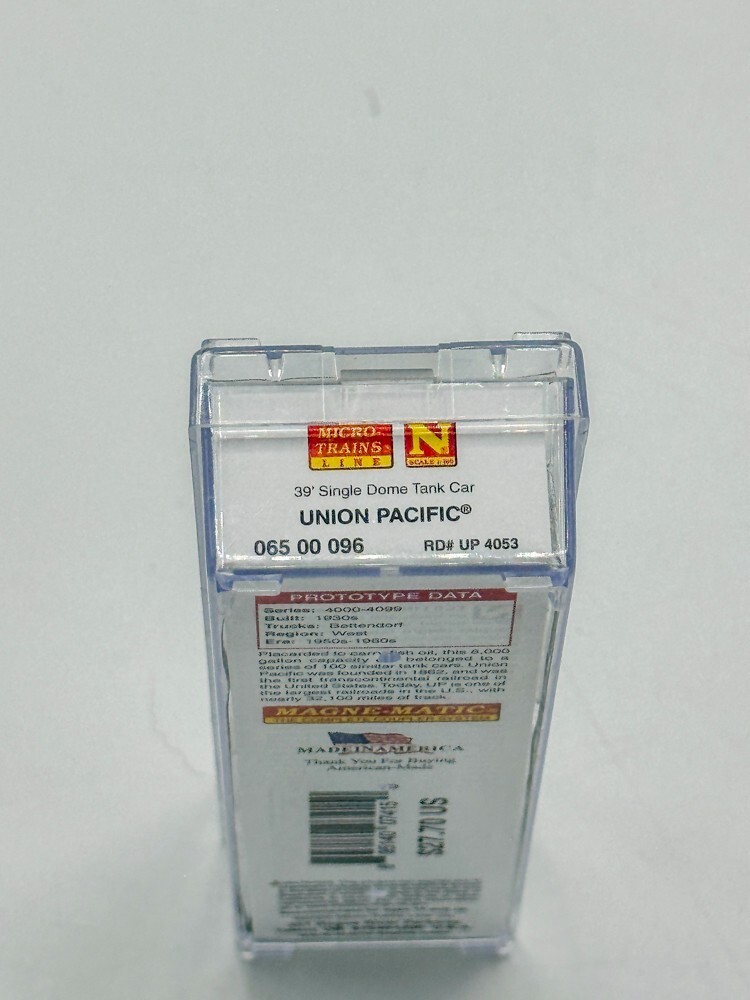 MICRO-
TRAINS
LINE
N
SCALE 1:160
39' Single Dome Tank Car
UNION PACIFIC®
065 00 096 RD# UP 4053
PROTOTYPE DATA
Series: 4000-4099
Built: 1930s
Trucks: Bettendorf
Region: West
Era: 1950s-1960s
Placarded to carry fish oil, this 6,000
gallon capacity belonged to a
series of 100 similar tank cars. Union
Pacific was founded in 1862, and was
the first transcontinental railroad in
the United States. Today, UP is one of
the largest railroads in the U.S., with
nearly 32,100 miles of track.
MAGNE-MATIC
THE COMPLETE COUPLER SYSTEM
MADE IN AMERICA
Thank You For Buying
American-Made
95140 07415
$27.70 US